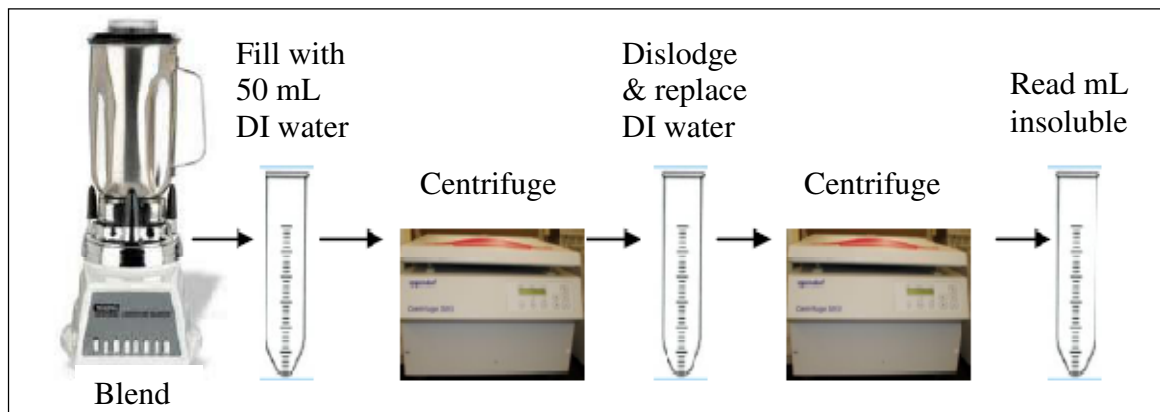 Fill with
50 mL
DI water
Dislodge
& replace
DI water
Read mL
insoluble
Centrifuge
Centrifuge
Blend